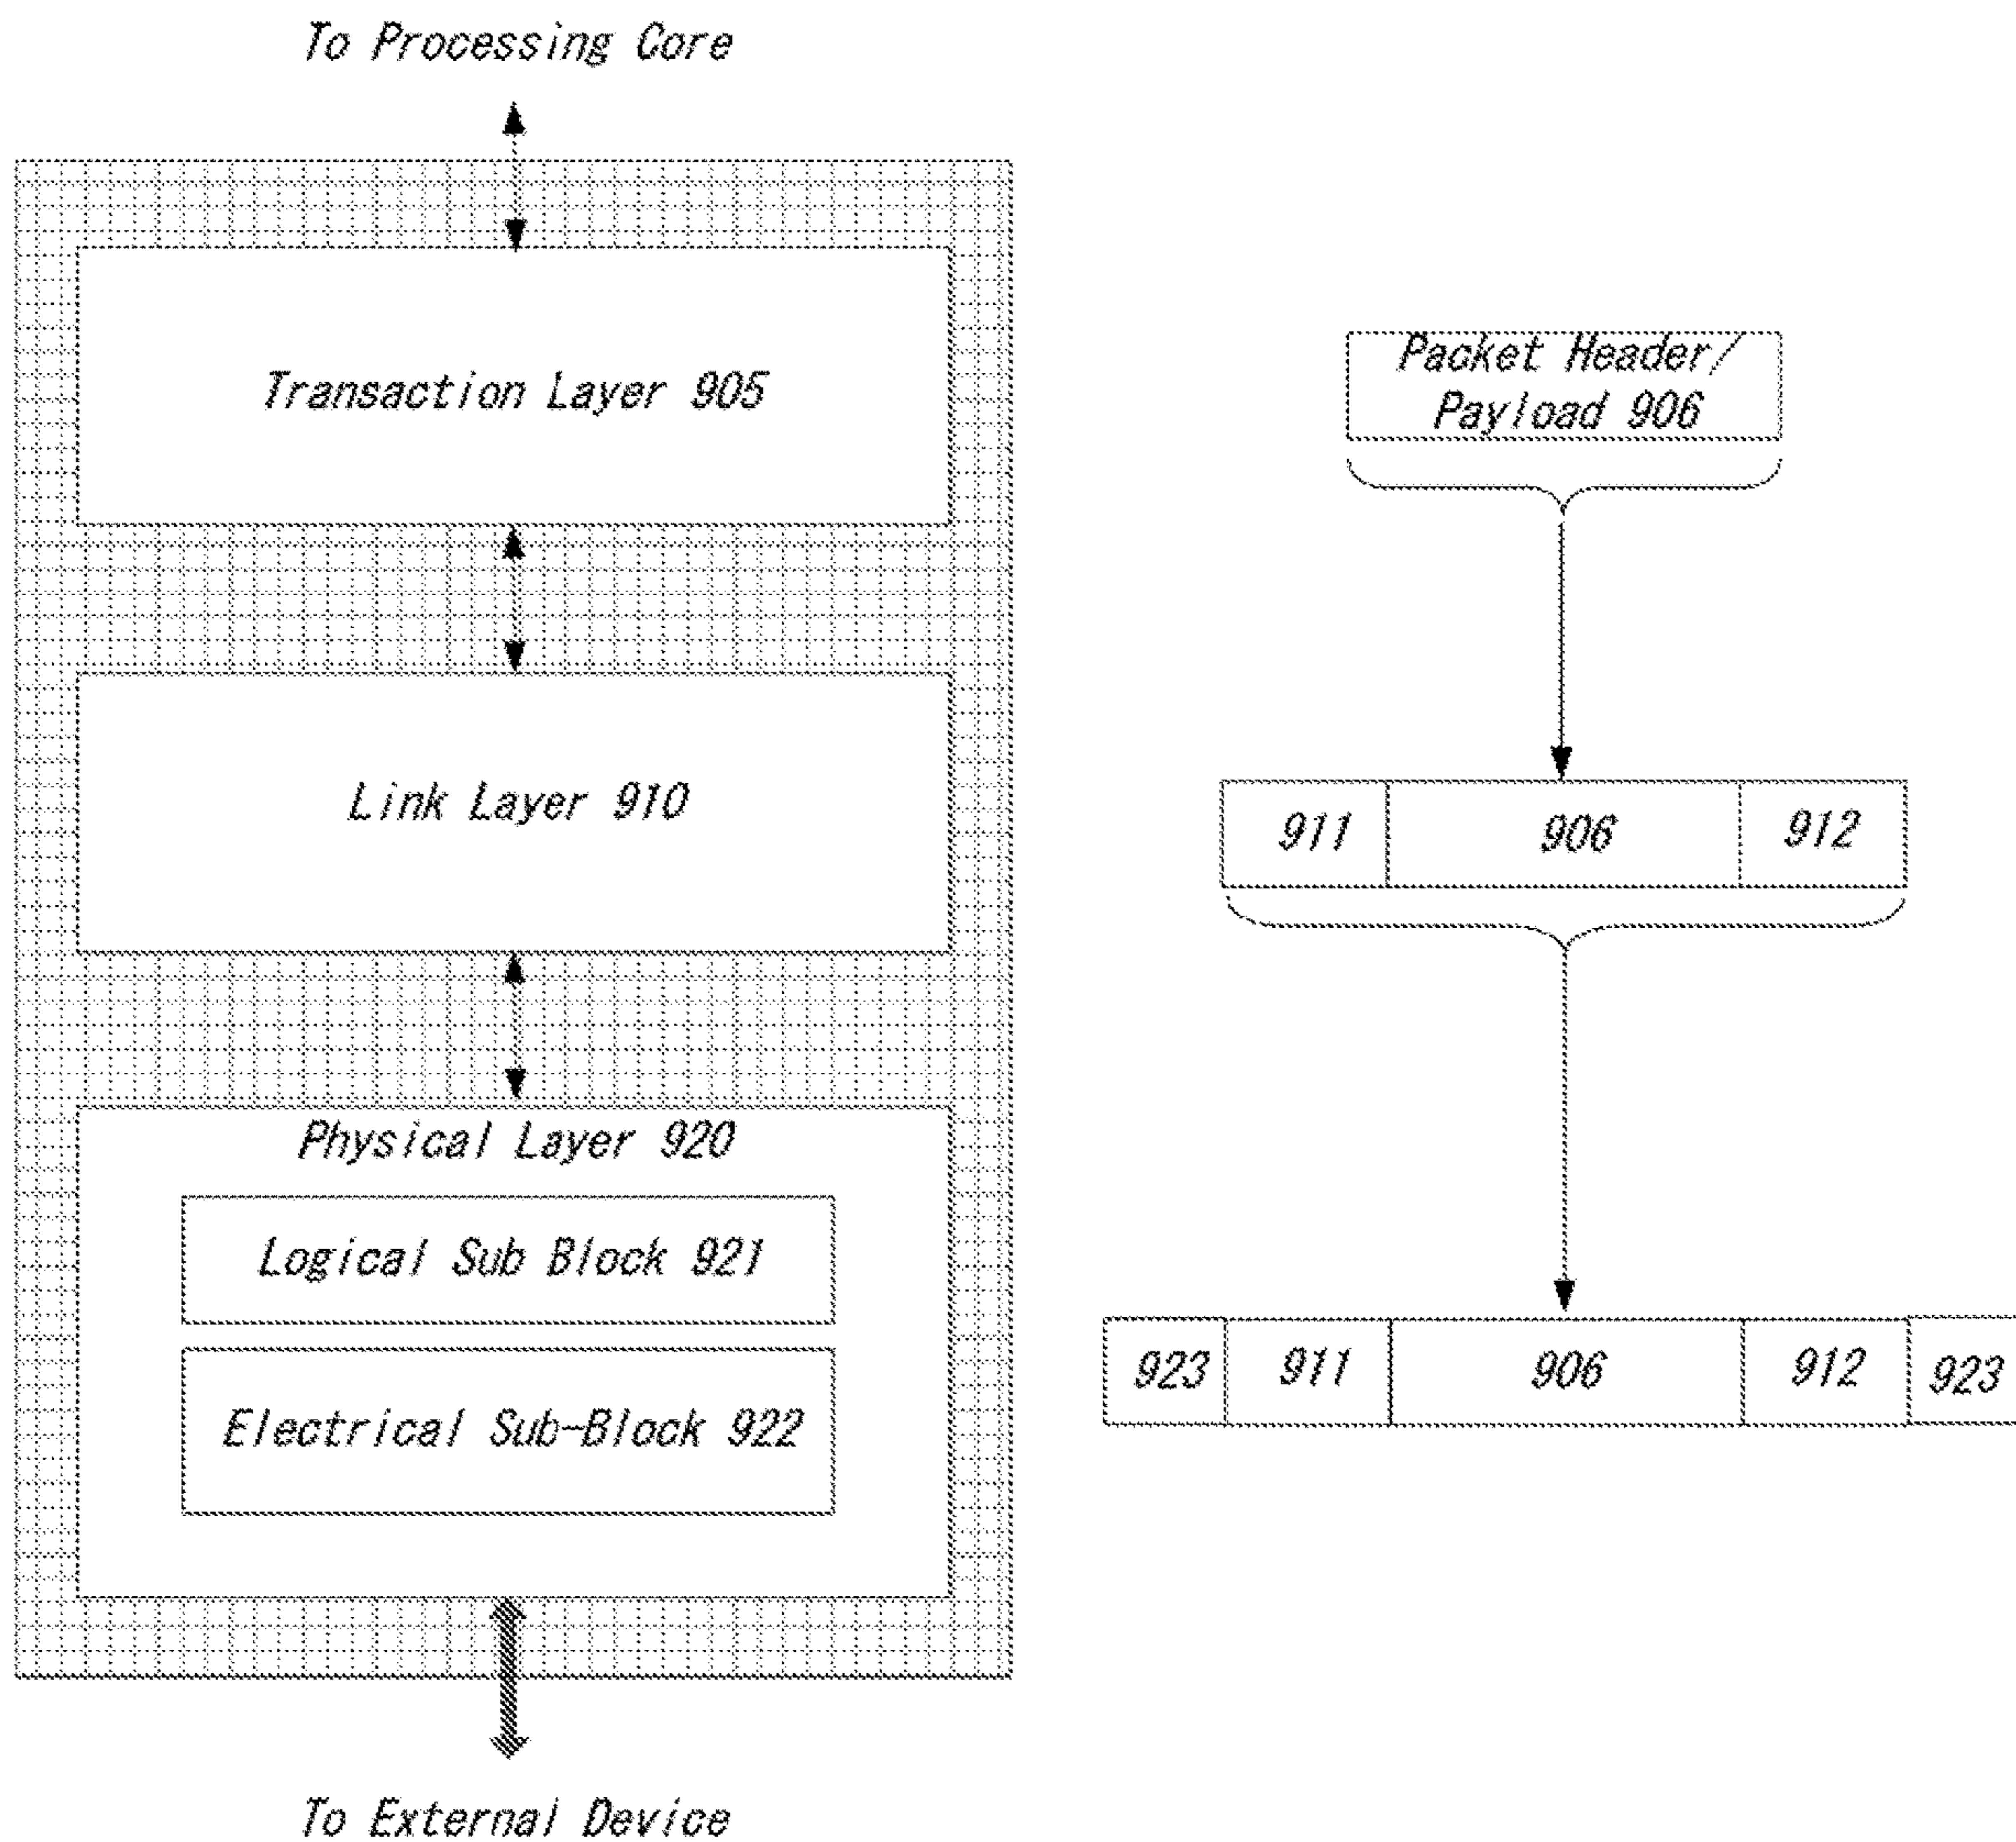 To Processing Core
Transaction Layer 905
Packet Header/
Payload 906
Link Layer 910
911 906 912
Physical Layer 920
Logical Sub Block 921
Electrical Sub-Block 922
923 911 906 912 923
To External Device